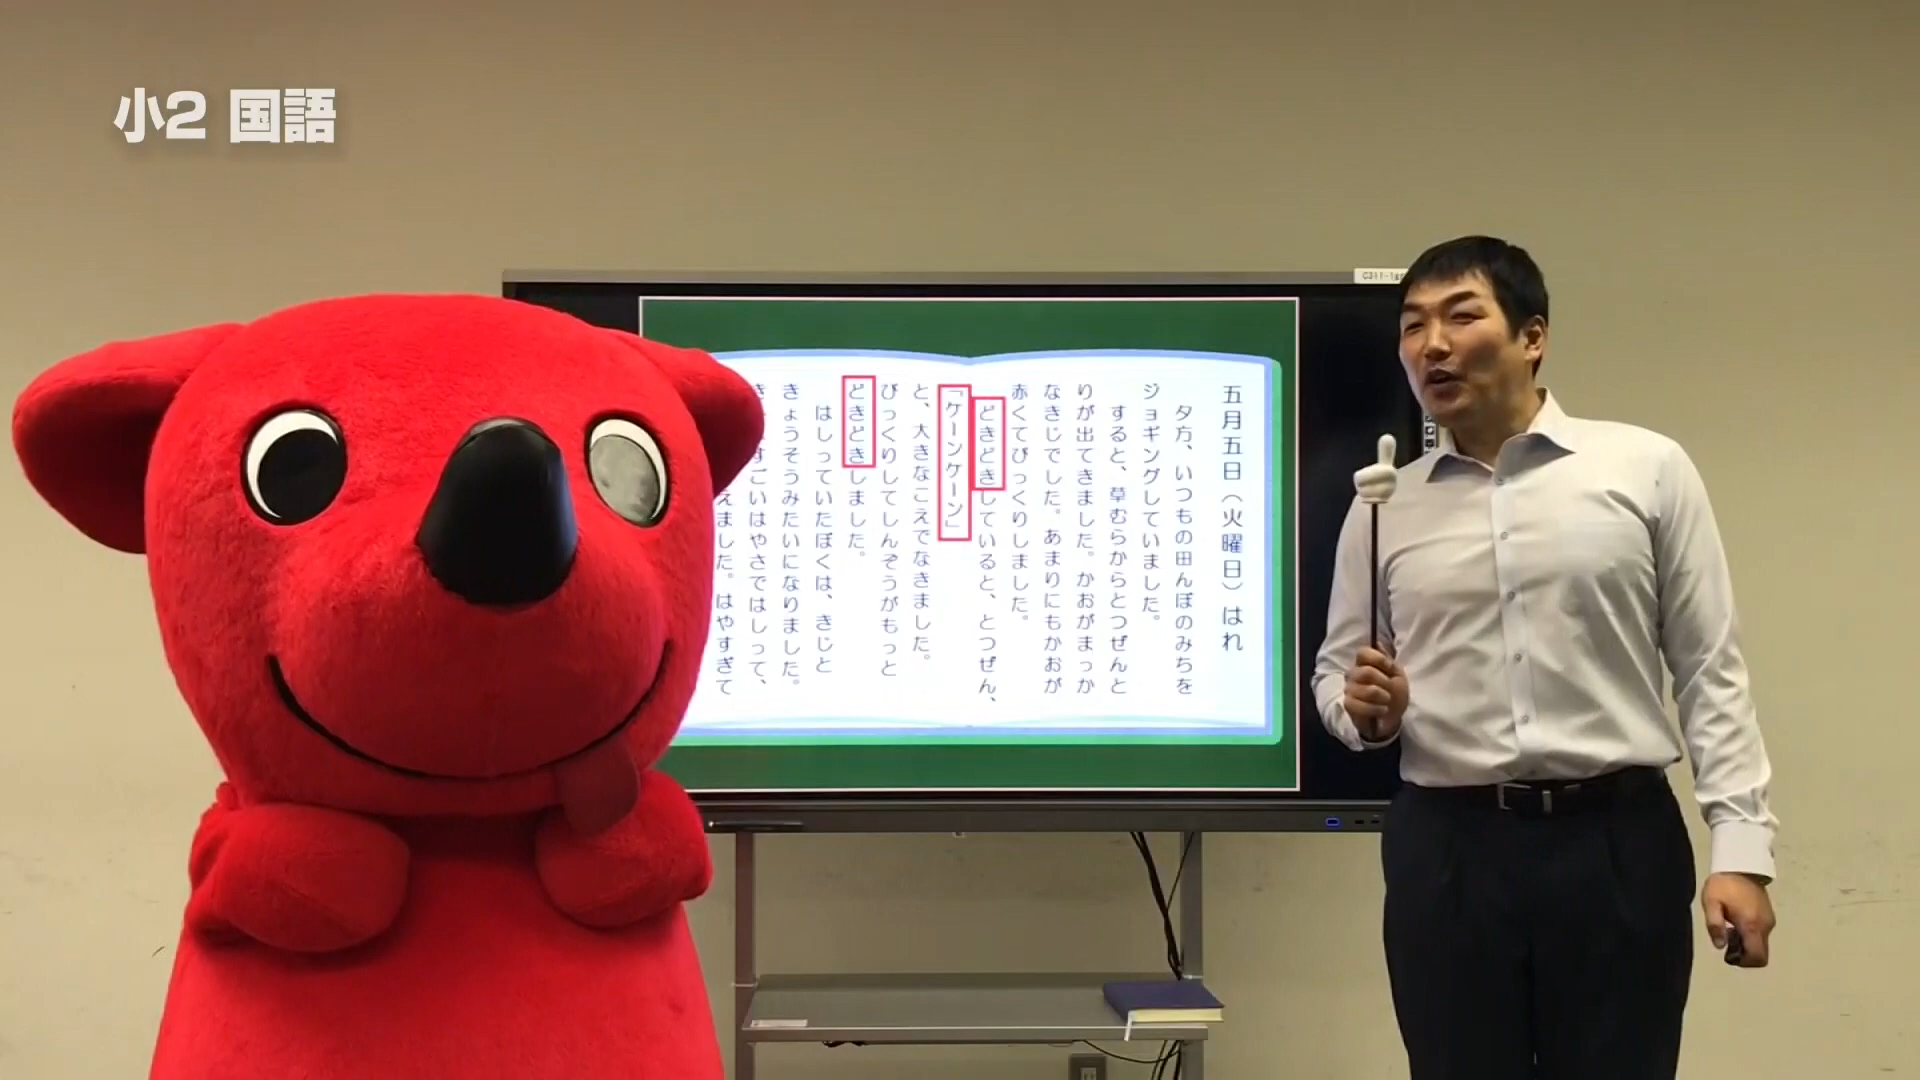 小2 国語
C311-1
五月五日（火曜日）はれ
夕方、いつもの田んぼのみちを
ジョギングしていました。
すると、草むらからとつぜんと
りが出てきました。かおがまっか
なきじでした。あまりにもかおが
赤くてびっくりしました。
どきどきしていると、とつぜん、
「ケーンケーン」
と、大きなこえでなきました。
びっくりしてしんぞうがもっと
どきどきしました。
はしっていたぼくは、きじと
きょうそうみたいになりました。
すごいはやさではしって、
えました。はやすぎて